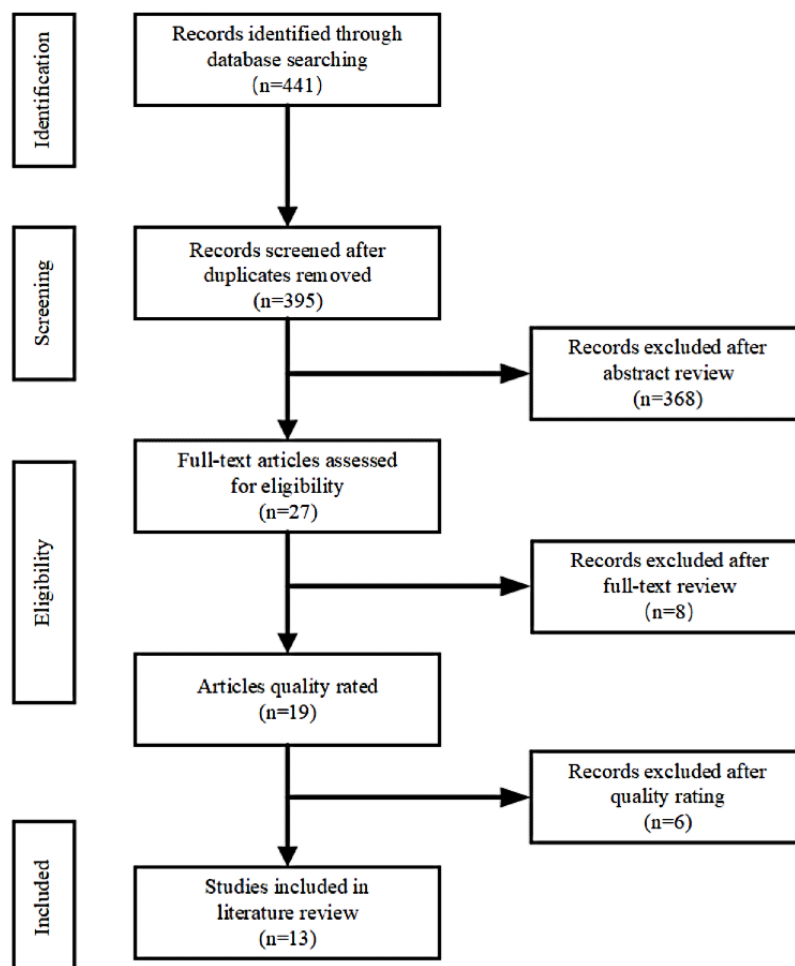 Identification
Records identified through
database searching
(n=441)
Screening
Records screened after
duplicates removed
(n=395)
Records excluded after
abstract review
(n=368)
Eligibility
Full-text articles assessed
for eligibility
(n=27)
Records excluded after
full-text review
(n=8)
Articles quality rated
(n=19)
Records excluded after
quality rating
(n=6)
Included
Studies included in
literature review
(n=13)